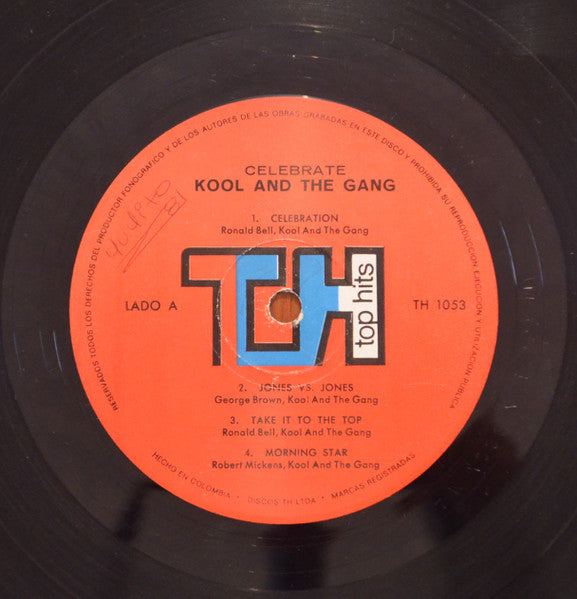 RESERVADOS TODOS LOS DERECHOS DEL PRODUCTOR FONOGRAFICO Y DE LOS AUTORES DE LAS OBRAS GRABADAS EN ESTE DISCO Y PROHIBIDA SU REPRODUCCION EJECUCION Y UTILIZACION PUBLICA
CELEBRATE
KOOL AND THE GANG
1. CELEBRATION
Ronald Bell, Kool And The Gang
TH
top hits
LADO A
TH 1053
2. JONES VS. JONES
George Brown, Kool And The Gang
3. TAKE IT TO THE TOP
Ronald Bell, Kool And The Gang
4. MORNING STAR
Robert Mickens, Kool And The Gang
HECHO EN COLOMBIA • DISCOS TH LTDA • MARCAS REGISTRADAS